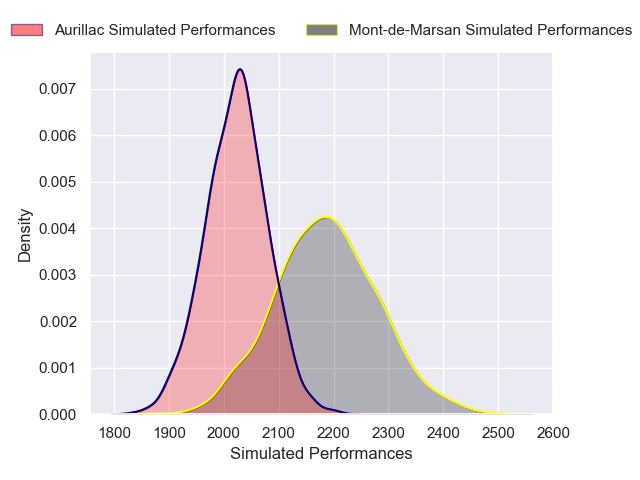 Aurillac Simulated Performances
Mont-de-Marsan Simulated Performances
0.007
0.006
0.005
0.004
0.003
0.002
0.001
0.000
Density
1800 1900 2000 2100 2200 2300 2400 2500 2600
Simulated Performances